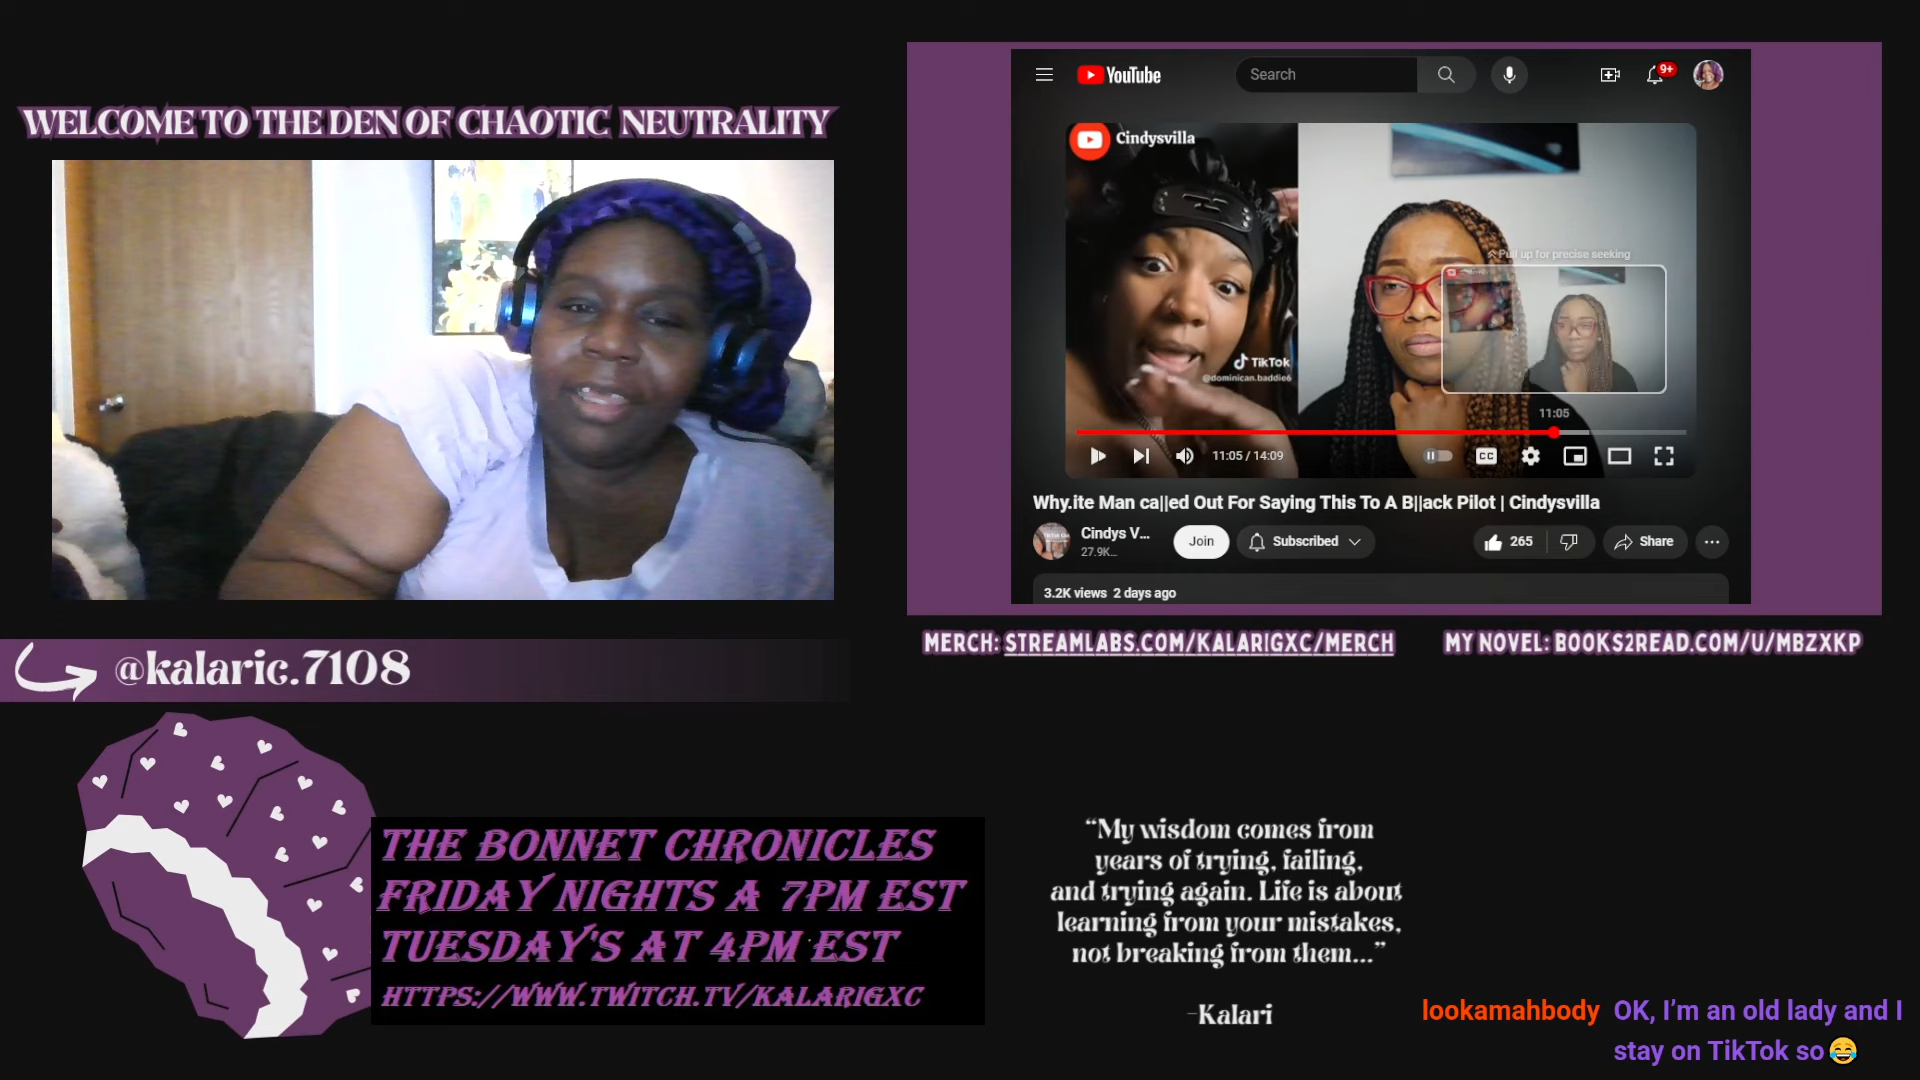 WELCOME TO THE DEN OF CHAOTIC NEUTRALITY
YouTube
Search
9+
Cindysvilla
Pull up for precise seeking
TikTok
@dominican.baddie6
11:05
11:05 / 14:09
CC
Why.ite Man ca||ed Out For Saying This To A B||ack Pilot | Cindysvilla
Cindys V...
27.9K...
Join
Subscribed
265
Share
3.2K views 2 days ago
MERCH: STREAMLABS.COM/KALARIGXC/MERCH
MY NOVEL: BOOKS2READ.COM/U/MBZXKP
@kalaric.7108
THE BONNET CHRONICLES
FRIDAY NIGHTS A 7PM EST
TUESDAY'S AT 4PM EST
HTTPS://WWW.TWITCH.TV/KALARIGXC
“My wisdom comes from
years of trying, failing,
and trying again. Life is about
learning from your mistakes,
not breaking from them...”
-Kalari
lookamahbody OK, I’m an old lady and I
stay on TikTok so😂